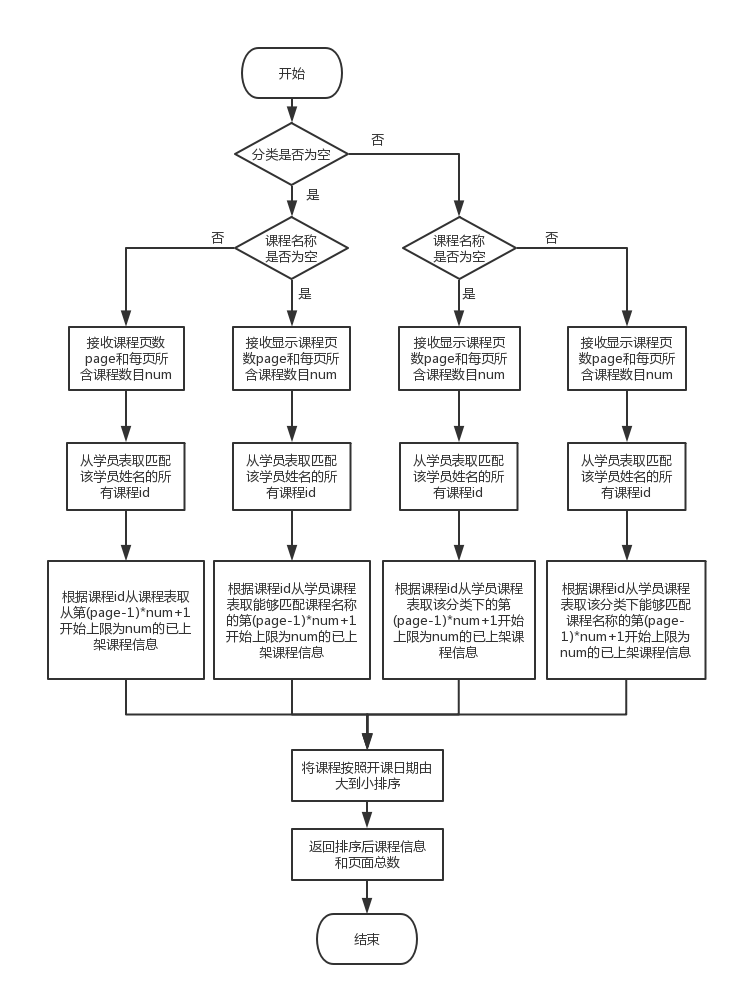 开始
分类是否为空
否
是
课程名称
是否为空
否
是
课程名称
是否为空
否
是
接收课程页数
page和每页所
含课程数目num
接收显示课程页
数page和每页所
含课程数目num
接收显示课程页
数page和每页所
含课程数目num
接收显示课程页
数page和每页所
含课程数目num
从学员表取匹配
该学员姓名的所
有课程id
从学员表取匹配
该学员姓名的所
有课程id
从学员表取匹配
该学员姓名的所
有课程id
从学员表取匹配
该学员姓名的所
有课程id
根据课程id从课程表取
从第(page-1)*num+1
开始上限为num的已上
架课程信息
根据课程id从学员课程
表取能够匹配课程名称
的第(page-1)*num+1
开始上限为num的已上
架课程信息
根据课程id从学员课程
表取该分类下的第
(page-1)*num+1开始
上限为num的已上架课
程信息
根据课程id从学员课程
表取该分类下能够匹配
课程名称的第(page-
1)*num+1开始上限为
num的已上架课程信息
将课程按照开课日期由
大到小排序
返回排序后课程信息
和页面总数
结束